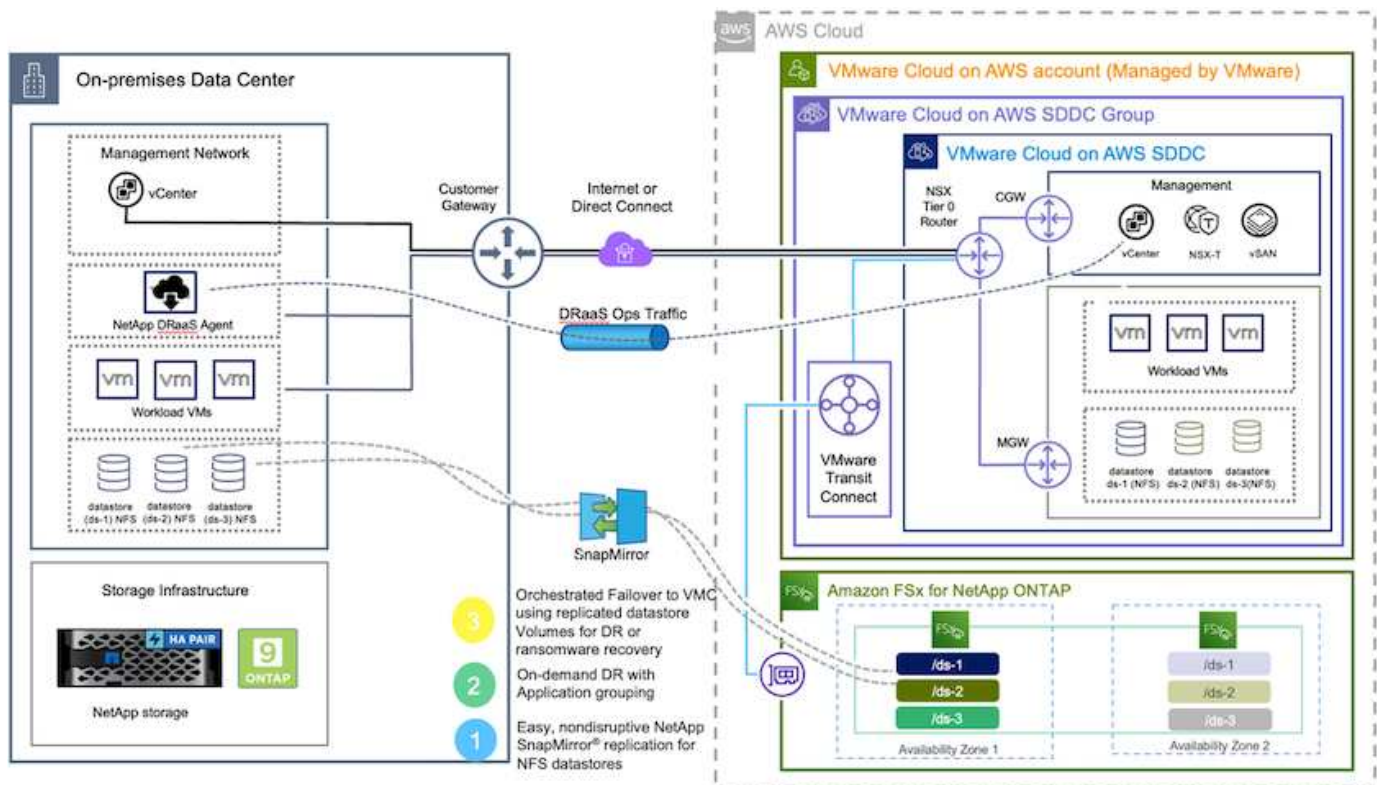 aws
AWS Cloud
On-premises Data Center
Management Network
vCenter
NetApp DRaaS Agent
vm vm vm
Workload VMs
datastore
(ds-1) NFS
datastore
(ds-2) NFS
datastore
(ds-3) NFS
Storage Infrastructure
HA PAIR
9
ONTAP
NetApp storage
Customer
Gateway
Internet or
Direct Connect
DRaaS Ops Traffic
SnapMirror
3
Orchestrated Failover to VMC
using replicated datastore
Volumes for DR or
ransomware recovery
2
On-demand DR with
Application grouping
1
Easy, nondisruptive NetApp
SnapMirror® replication for
NFS datastores
VMware Cloud on AWS account (Managed by VMware)
VMware Cloud on AWS SDDC Group
VMware Cloud on AWS SDDC
NSX
Tier 0
Router
CGW
Management
T
vCenter
NSX-T
vSAN
vm vm vm
Workload VMs
MGW
datastore
ds-1 (NFS)
datastore
ds-2 (NFS)
datastore
ds-3(NFS)
VMware
Transit
Connect
FSx
Amazon FSx for NetApp ONTAP
FSx
/ds-1
/ds-2
/ds-3
Availability Zone 1
FSx
/ds-1
/ds-2
/ds-3
Availability Zone 2